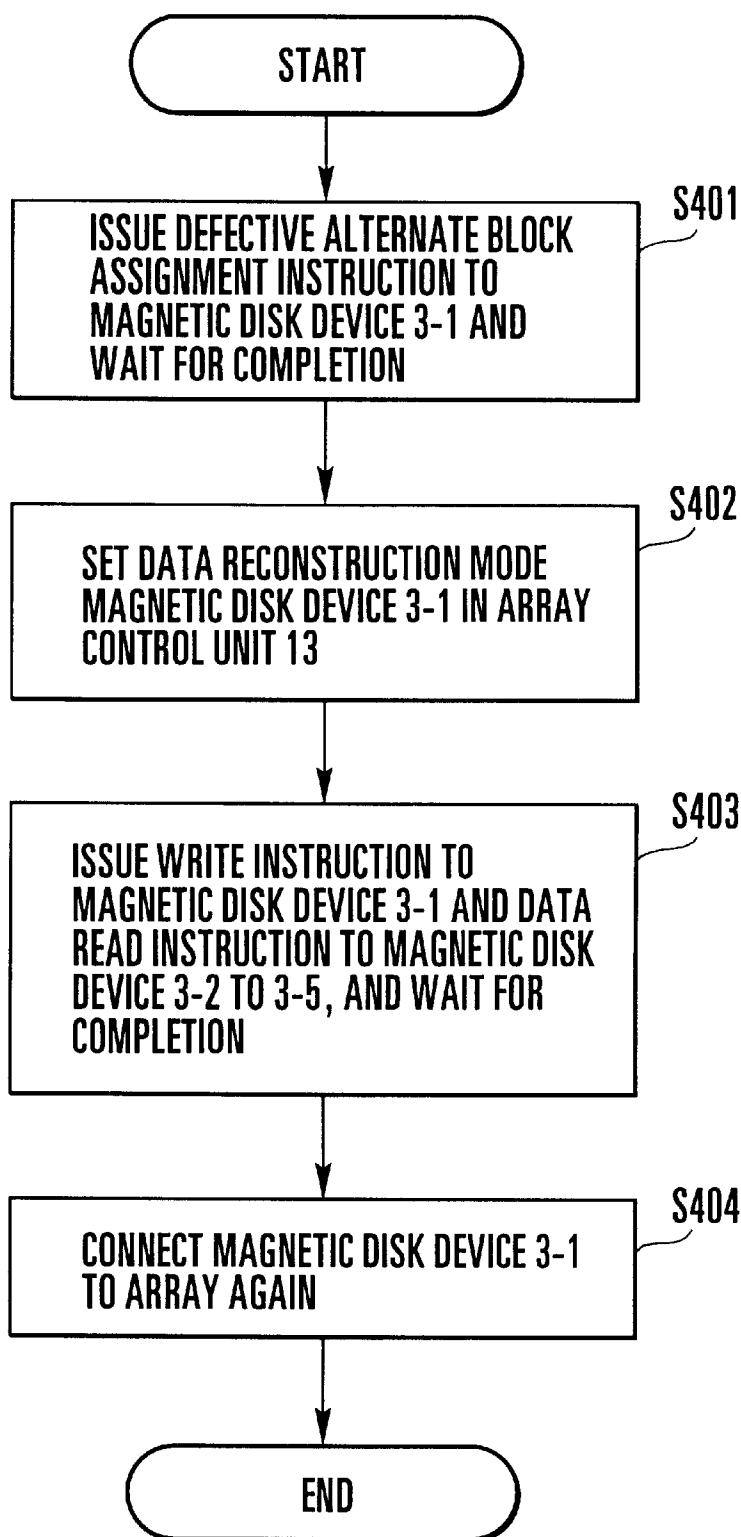 START
S401
ISSUE DEFECTIVE ALTERNATE BLOCK
ASSIGNMENT INSTRUCTION TO
MAGNETIC DISK DEVICE 3-1 AND
WAIT FOR COMPLETION
S402
SET DATA RECONSTRUCTION MODE
MAGNETIC DISK DEVICE 3-1 IN ARRAY
CONTROL UNIT 13
S403
ISSUE WRITE INSTRUCTION TO
MAGNETIC DISK DEVICE 3-1 AND DATA
READ INSTRUCTION TO MAGNETIC DISK
DEVICE 3-2 TO 3-5, AND WAIT FOR
COMPLETION
S404
CONNECT MAGNETIC DISK DEVICE 3-1
TO ARRAY AGAIN
END